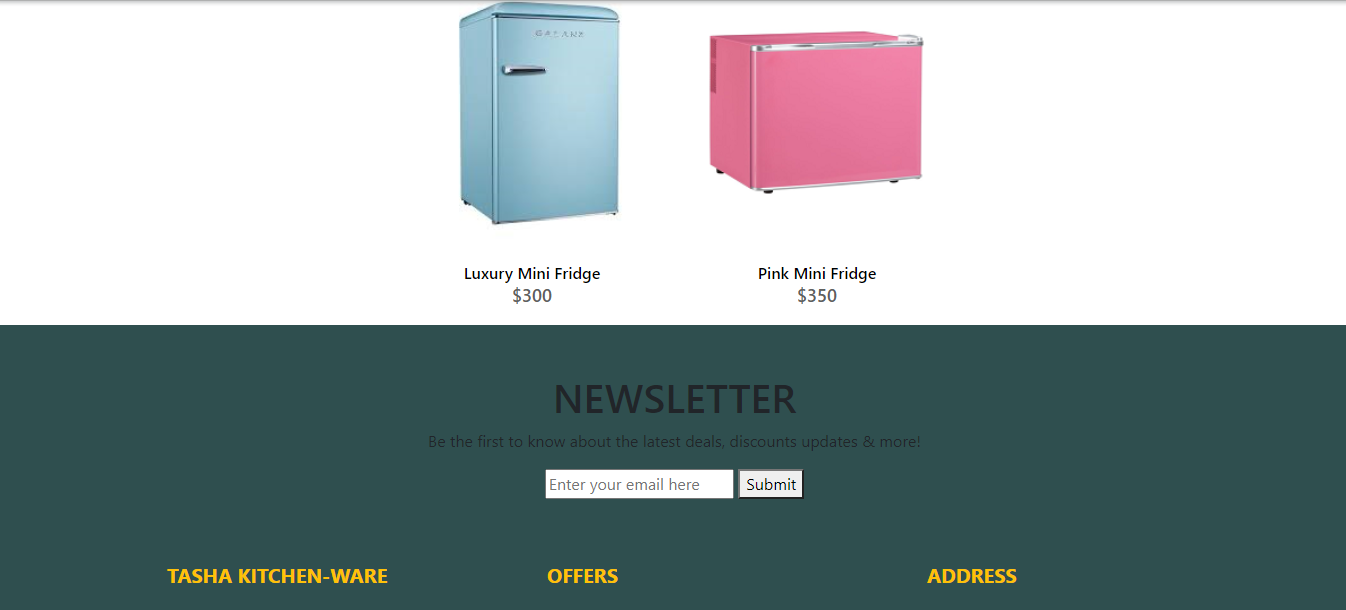 GALANZ
Luxury Mini Fridge
$300
Pink Mini Fridge
$350
NEWSLETTER
Be the first to know about the latest deals, discounts updates & more!
Enter your email here
Submit
TASHA KITCHEN-WARE
OFFERS
ADDRESS